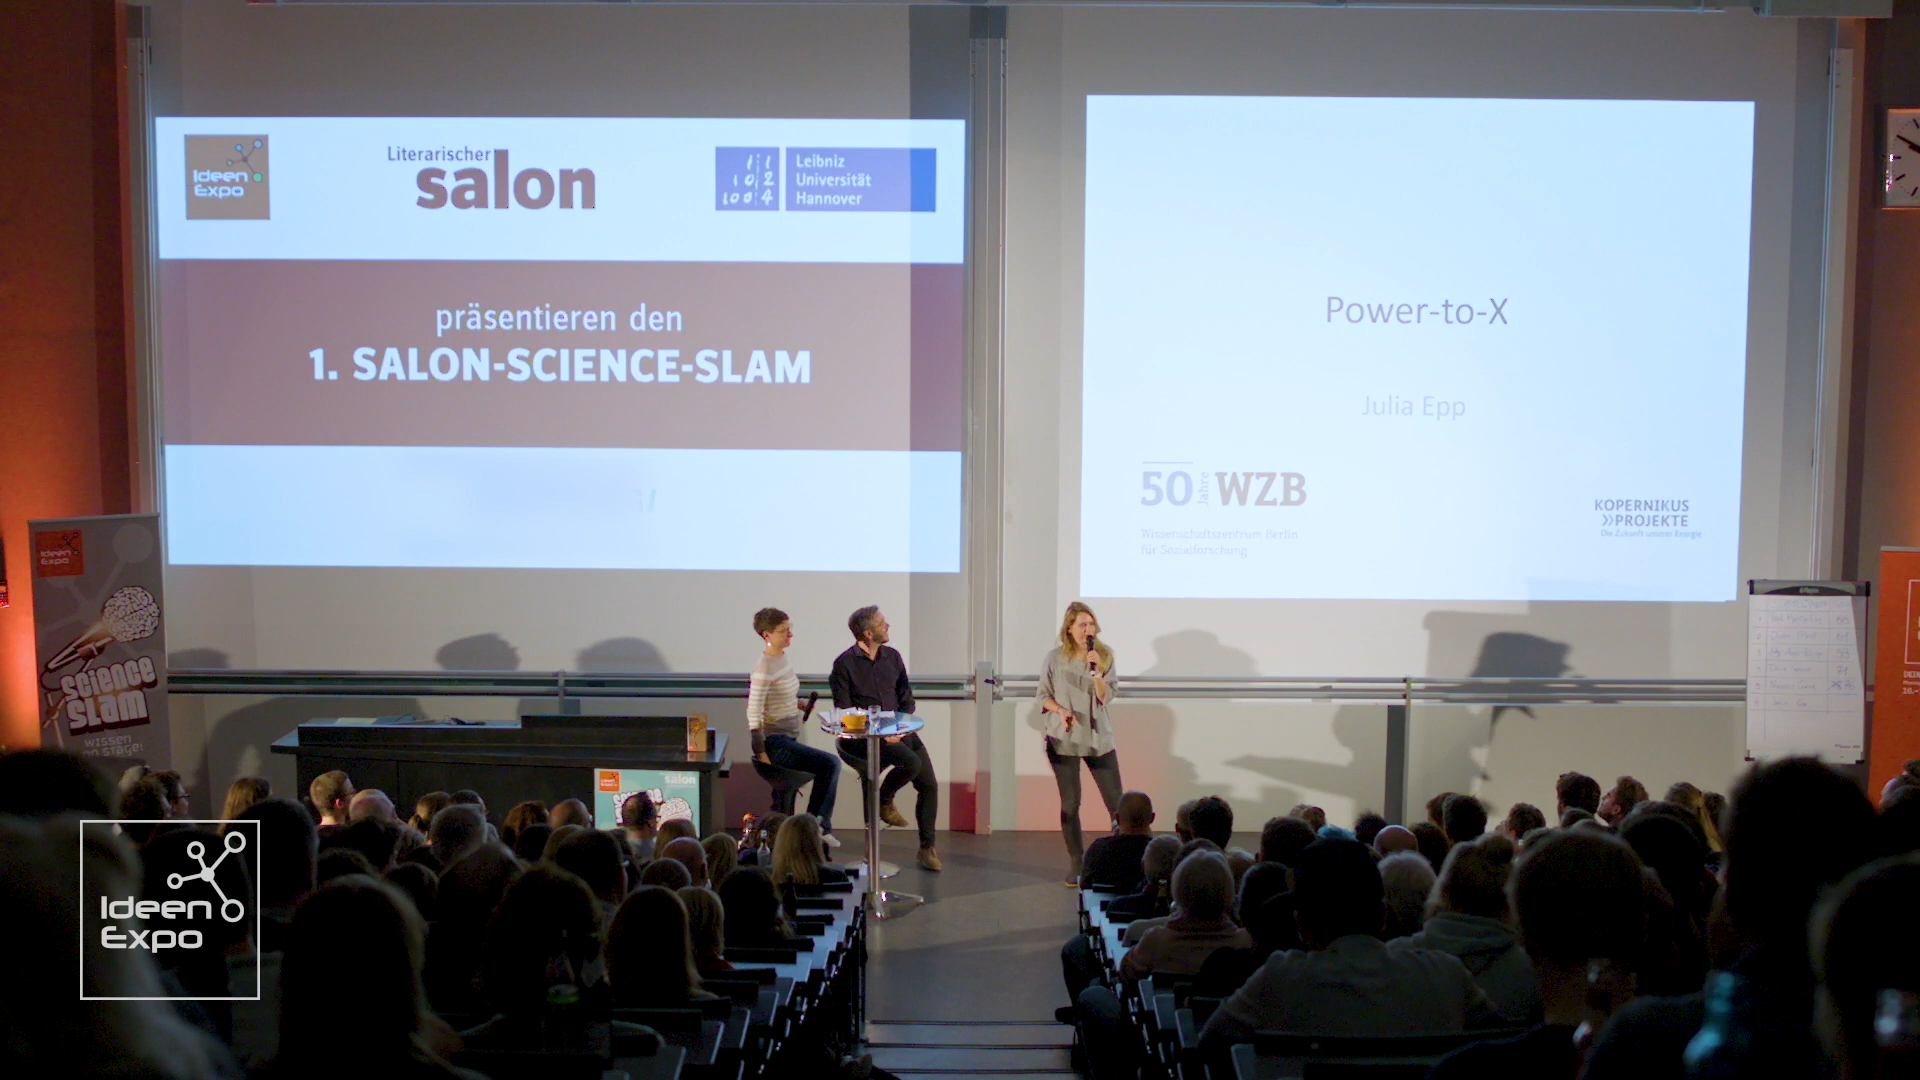 Ideen
Expo
Literarischer
salon
Leibniz
Universität
Hannover
präsentieren den
1. SALON-SCIENCE-SLAM
Power-to-X
Julia Epp
50 Jahre WZB
Wissenschaftszentrum Berlin
für Sozialforschung
KOPERNIKUS
»PROJEKTE
Die Zukunft unserer Energie
Ideen
Expo
science
slam
WISSEN
ON STAGE!
salon
Ideen
Expo